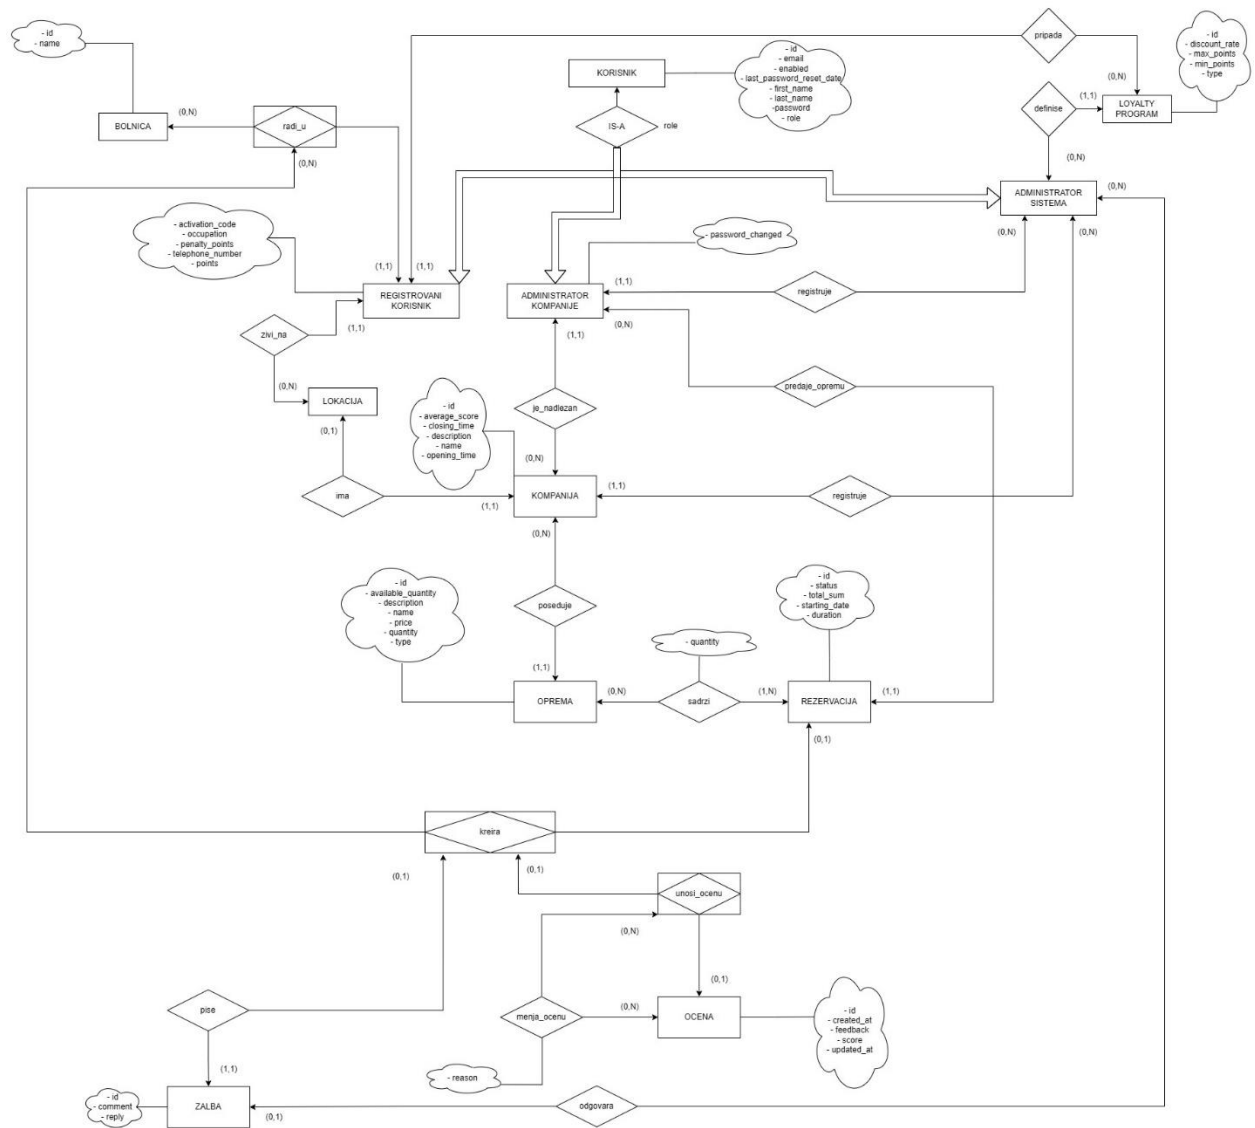 - id
- name
BOLNICA
(0,N)
radi_u
(0,N)
KORISNIK
- id
- email
- enabled
- last_password_reset_date
- first_name
- last_name
-password
- role
IS-A
role
pripada
(1,1)
(0,N)
- id
- discount_rate
- max_points
- min_points
- type
LOYALTY
PROGRAM
definise
(1,1)
(0,N)
ADMINISTRATOR
SISTEMA
(0,N)
(0,N)
(0,N)
- activation_code
- occupation
- penalty_points
- telephone_number
- points
(1,1)
REGISTROVANI
KORISNIK
(1,1)
zivi_na
(0,N)
LOKACIJA
(0,1)
- password_changed
ADMINISTRATOR
KOMPANIJE
(1,1)
(0,N)
(1,1)
registruje
predaje_opremu
je_nadlezan
(0,N)
- id
- average_score
- closing_time
- description
- name
- opening_time
ima
(1,1)
KOMPANIJA
(1,1)
(0,N)
registruje
poseduje
(1,1)
- id
- available_quantity
- description
- name
- price
- quantity
- type
OPREMA
(0,N)
- quantity
sadrzi
(1,N)
- id
- status
- total_sum
- starting_date
- duration
REZERVACIJA
(1,1)
(0,1)
kreira
(0,1)
(0,1)
unosi_ocenu
(0,N)
(0,1)
pise
(1,1)
menja_ocenu
(0,N)
OCENA
- id
- created_at
- feedback
- score
- updated_at
- reason
- id
- comment
- reply
ZALBA
(0,1)
odgovara